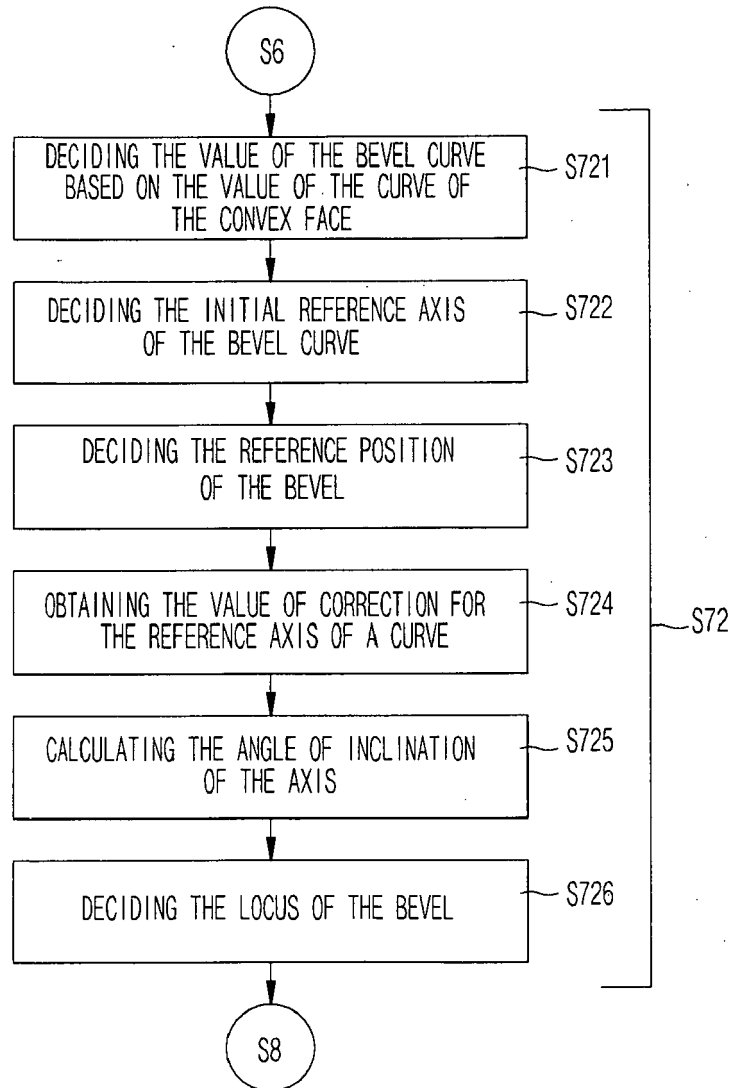 S6
DECIDING THE VALUE OF THE BEVEL CURVE
BASED ON THE VALUE OF THE CURVE OF
THE CONVEX FACE
S721
DECIDING THE INITIAL REFERENCE AXIS
OF THE BEVEL CURVE
S722
DECIDING THE REFERENCE POSITION
OF THE BEVEL
S723
OBTAINING THE VALUE OF CORRECTION FOR
THE REFERENCE AXIS OF A CURVE
S724
S72
CALCULATING THE ANGLE OF INCLINATION
OF THE AXIS
S725
DECIDING THE LOCUS OF THE BEVEL
S726
S8